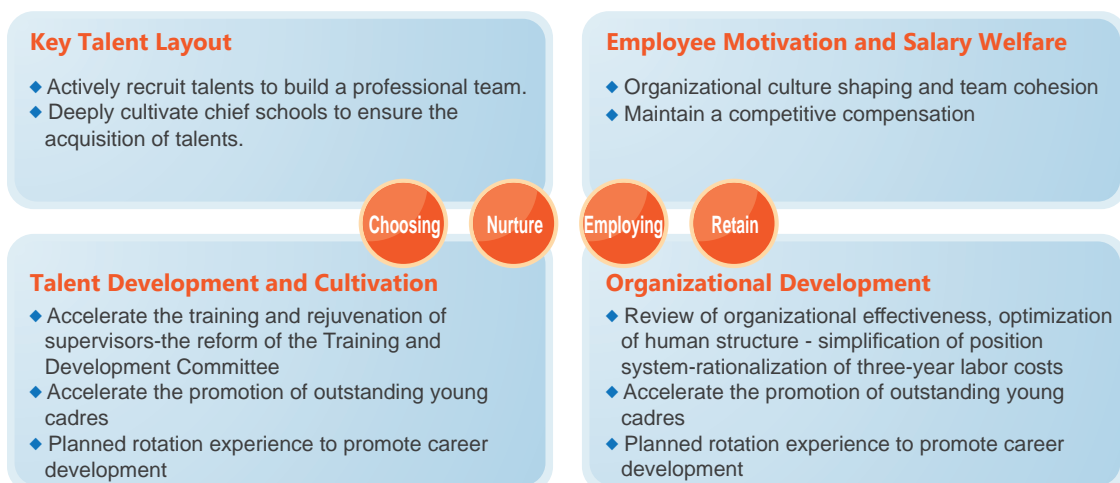 Key Talent Layout
◆ Actively recruit talents to build a professional team.
◆ Deeply cultivate chief schools to ensure the
acquisition of talents.
Employee Motivation and Salary Welfare
◆ Organizational culture shaping and team cohesion
◆ Maintain a competitive compensation
Choosing
Nurture
Employing
Retain
Talent Development and Cultivation
◆ Accelerate the training and rejuvenation of
supervisors-the reform of the Training and
Development Committee
◆ Accelerate the promotion of outstanding young
cadres
◆ Planned rotation experience to promote career
development
Organizational Development
◆ Review of organizational effectiveness, optimization
of human structure - simplification of position
system-rationalization of three-year labor costs
◆ Accelerate the promotion of outstanding young
cadres
◆ Planned rotation experience to promote career
development